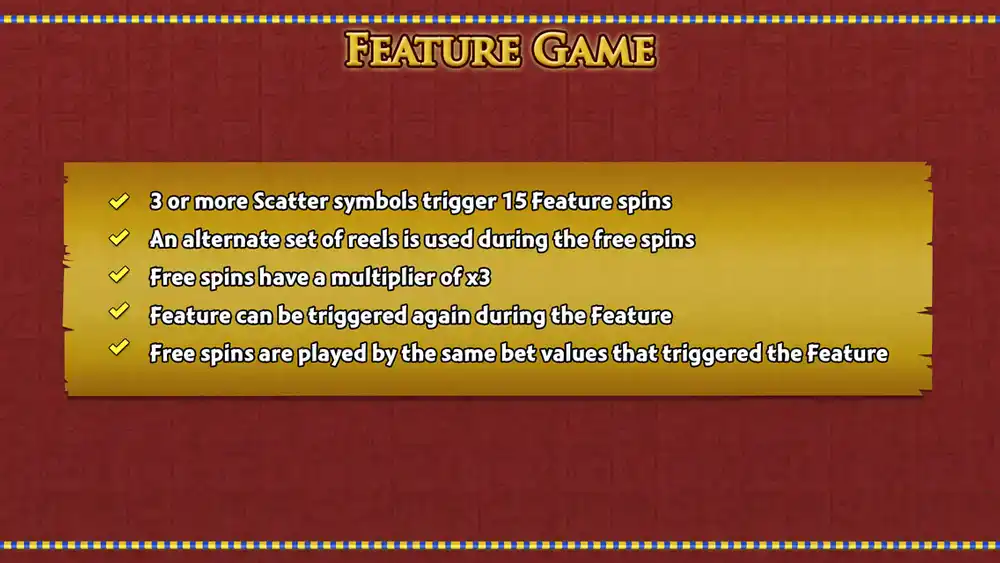 Feature Game
3 or more Scatter symbols trigger 15 Feature spins
An alternate set of reels is used during the free spins
Free spins have a multiplier of x3
Feature can be triggered again during the Feature
Free spins are played by the same bet values that triggered the Feature